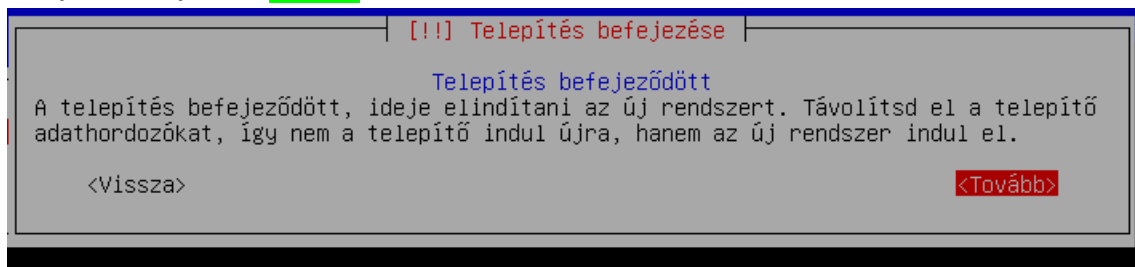 [!!] Telepítés befejezése
Telepítés befejeződött
A telepítés befejeződött, ideje elindítani az új rendszert. Távolítsd el a telepítő
adathordozókat, így nem a telepítő indul újra, hanem az új rendszer indul el.
<Vissza> <Tovább>